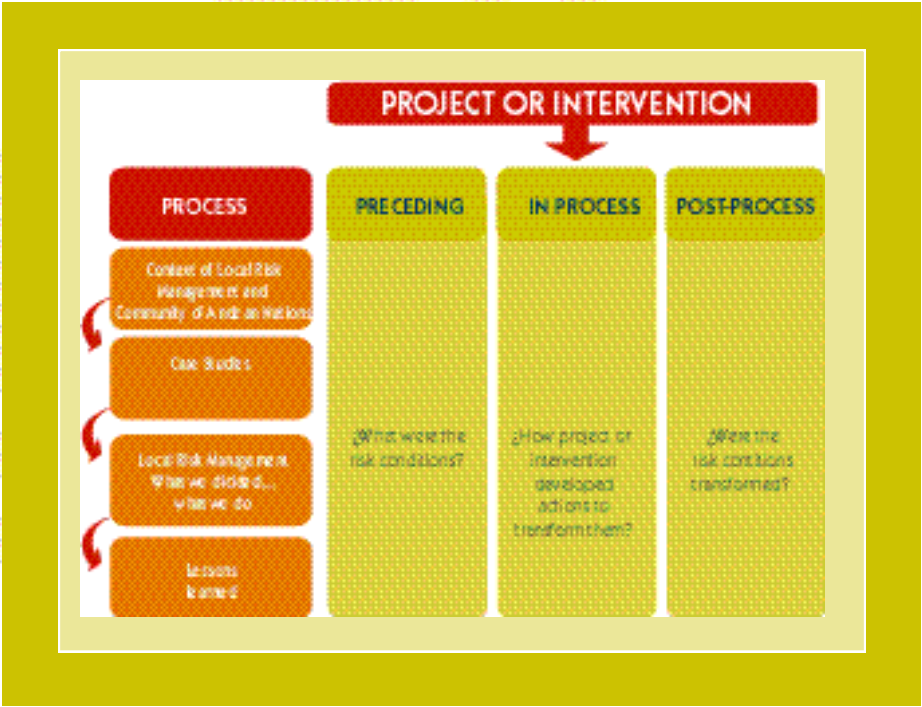 PROJECT OR INTERVENTION
PROCESS
PRECEDING
IN PROCESS
POST-PROCESS
Context of Local Risk
Management and
Community of Andean Nations
Case Studies
Local Risk Management
What we did
what we do
Lessons
learned
¿What were the
risk conditions?
¿How project or
intervention
developed
actions to
transform them?
¿Were the
risk conditions
transformed?